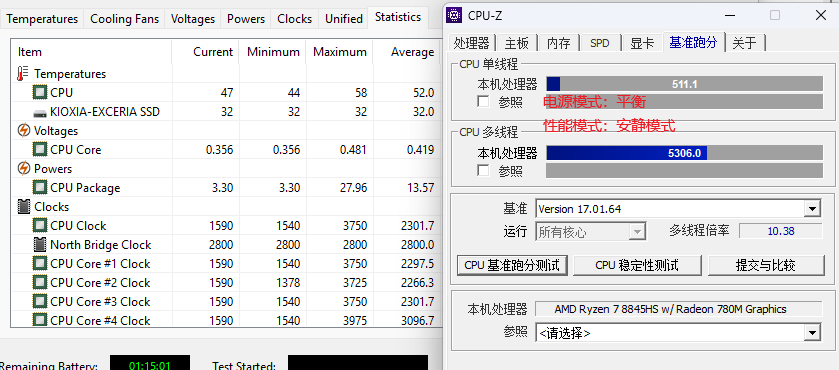 Temperatures Cooling Fans Voltages Powers Clocks Unified Statistics
Item Current Minimum Maximum Average
Temperatures
CPU 47 44 58 52.0
KIOXIA-EXCERIA SSD 32 32 32 32.0
Voltages
CPU Core 0.356 0.356 0.481 0.419
Powers
CPU Package 3.30 3.30 27.96 13.57
Clocks
CPU Clock 1590 1540 3750 2301.7
North Bridge Clock 2800 2800 2800 2800.0
CPU Core #1 Clock 1590 1540 3750 2297.5
CPU Core #2 Clock 1590 1378 3725 2266.3
CPU Core #3 Clock 1590 1540 3750 2301.7
CPU Core #4 Clock 1590 1540 3975 3096.7
Remaining Battery: 01:15:01 Test Started:
CPU-Z
处理器 主板 内存 SPD 显卡 基准跑分 关于
CPU 单线程
本机处理器 511.1
参照
电源模式：平衡
性能模式：安静模式
CPU 多线程
本机处理器 5306.0
参照
基准 Version 17.01.64
运行 所有核心 多线程倍率 10.38
CPU 基准跑分测试 CPU 稳定性测试 提交与比较
本机处理器 AMD Ryzen 7 8845HS w/ Radeon 780M Graphics
参照 <请选择>